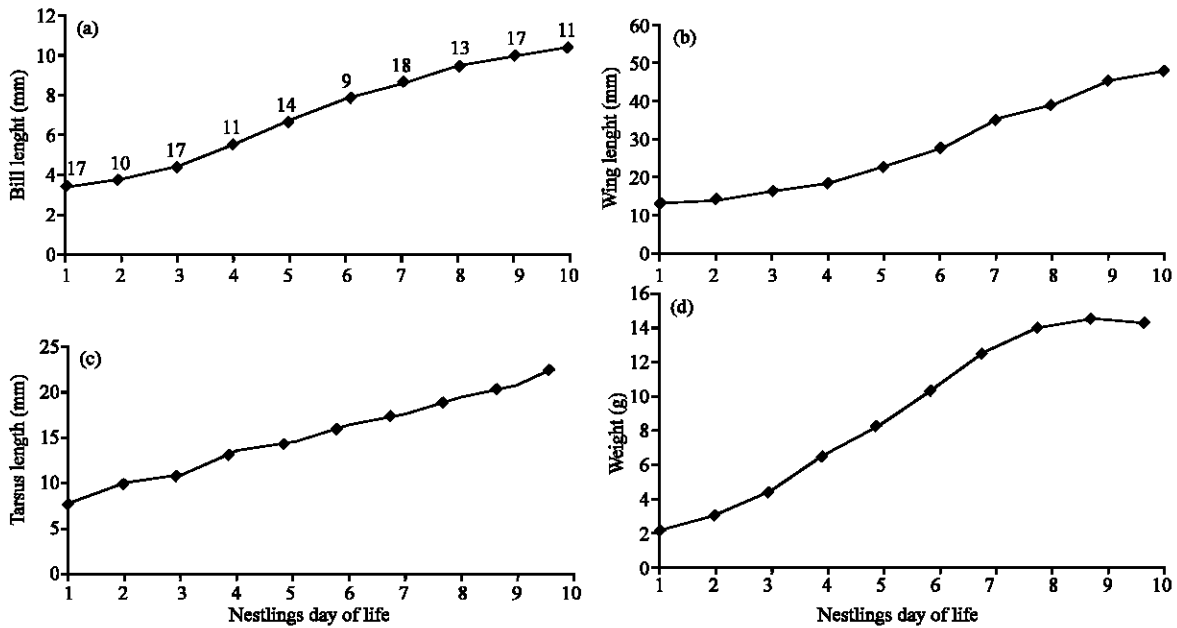 (a)
Bill lenght (mm)
12
10
8
6
4
2
0
17
10
17
11
14
9
18
13
17
11
1 2 3 4 5 6 7 8 9 10
(b)
Wing lenght (mm)
60
50
40
30
20
10
0
1 2 3 4 5 6 7 8 9 10
(c)
Tarsus length (mm)
25
20
15
10
5
0
1 2 3 4 5 6 7 8 9 10
Nestlings day of life
(d)
Weight (g)
16
14
12
10
8
6
4
2
0
1 2 3 4 5 6 7 8 9 10
Nestlings day of life